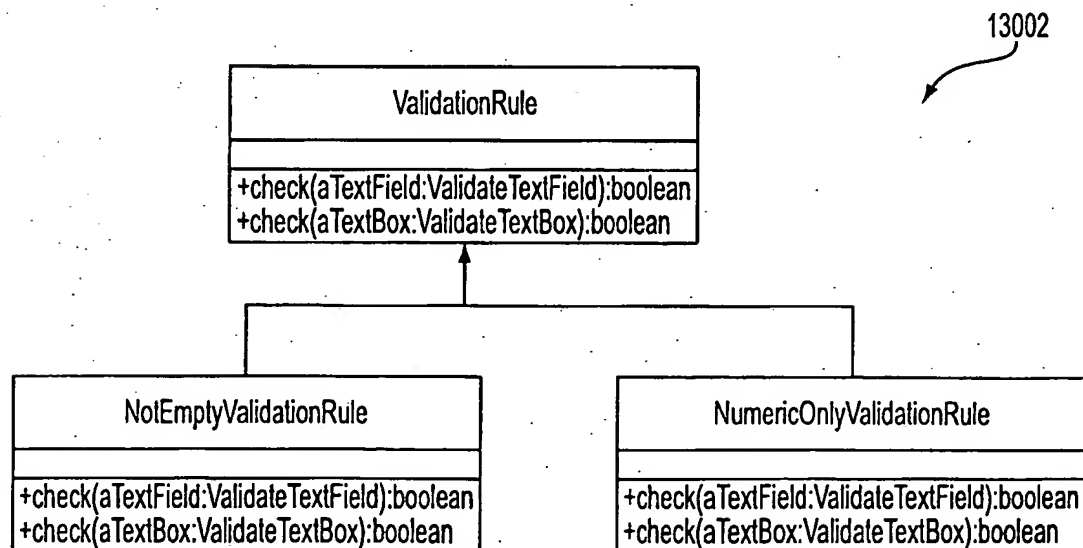 13002
ValidationRule
+check(aTextField:ValidateTextField):boolean
+check(aTextBox:ValidateTextBox):boolean
NotEmptyValidationRule
+check(aTextField:ValidateTextField):boolean
+check(aTextBox:ValidateTextBox):boolean
NumericOnlyValidationRule
+check(aTextField:ValidateTextField):boolean
+check(aTextBox:ValidateTextBox):boolean